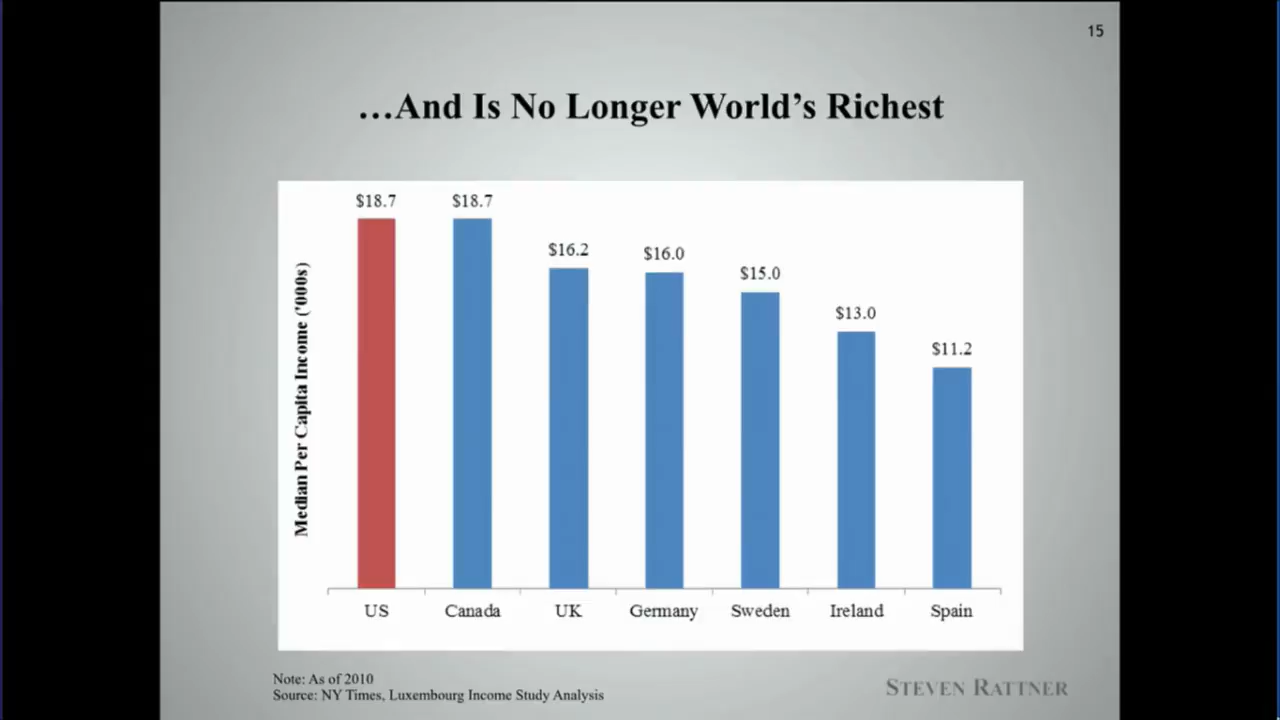 15
…And Is No Longer World's Richest
$18.7
$18.7
$16.2
$16.0
$15.0
$13.0
$11.2
Median Per Capita Income ('000s)
US
Canada
UK
Germany
Sweden
Ireland
Spain
Note: As of 2010
Source: NY Times, Luxembourg Income Study Analysis
STEVEN RATTNER